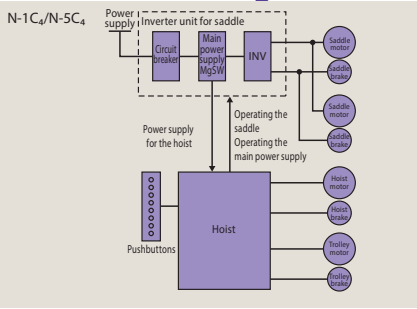 N-1C₄/N-5C₄
Power
supply
Inverter unit for saddle
Circuit
breaker
Main
power
supply
MgSW
INV
Saddle
motor
Saddle
brake
Saddle
motor
Saddle
brake
Power supply
for the hoist
Operating the
saddle
Operating the
main power supply
Pushbuttons
Hoist
Hoist
motor
Hoist
brake
Trolley
motor
Trolley
brake